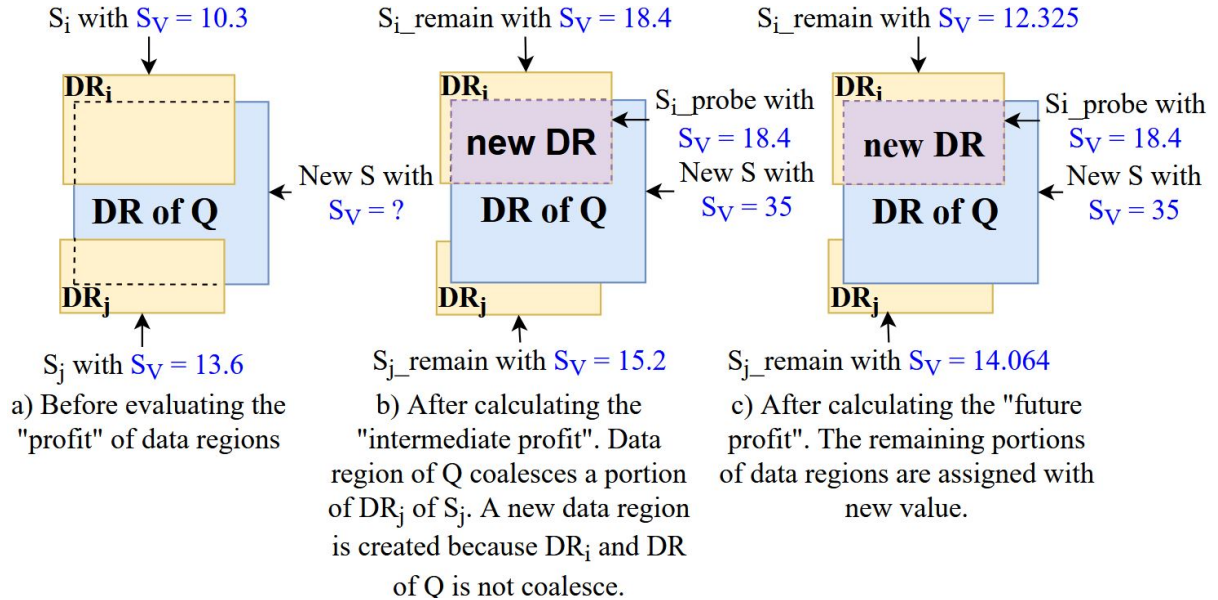 S_i with S_V = 10.3
DR_i
DR of Q
New S with
S_V = ?
DR_j
S_j with S_V = 13.6
a) Before evaluating the
"profit" of data regions
S_i_remain with S_V = 18.4
DR_i
new DR
S_i_probe with
S_V = 18.4
DR of Q
New S with
S_V = 35
DR_j
S_j_remain with S_V = 15.2
b) After calculating the
"intermediate profit". Data
region of Q coalesces a portion
of DR_j of S_j. A new data region
is created because DR_i and DR
of Q is not coalesce.
S_i_remain with S_V = 12.325
DR_i
new DR
Si_probe with
S_V = 18.4
DR of Q
New S with
S_V = 35
DR_j
S_j_remain with S_V = 14.064
c) After calculating the "future
profit". The remaining portions
of data regions are assigned with
new value.